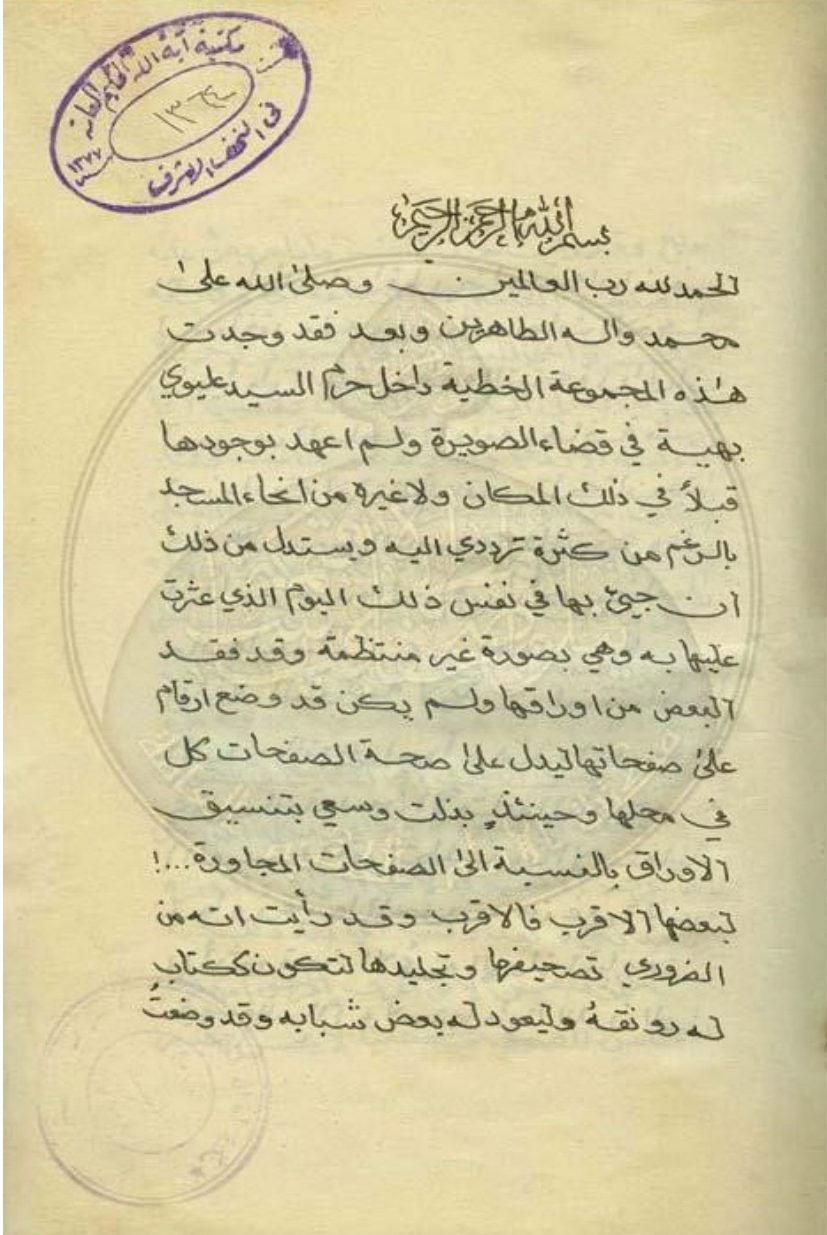 مكتبة آية الله الحكيم العامة
١٣٦٤
في النجف الاشرف
١٣٧٧
بسم الله الرحمن الرحيم
الحمد لله رب العالمين وصلى الله على
محمد واله الطاهرين وبعد فقد وجدت
هذه المجموعة الخطية داخل حرم السيد عليوي
بهية في قضاء الصويرة ولم اعهد بوجودها
قبلاً في ذلك المكان ولا غيره من انحاء المسجد
بالرغم من كثرة ترددي اليه ويستدل من ذلك
ان جيئ بها في نفس ذلك اليوم الذي عثرت
عليها به وهي بصورة غير منتظمة وقد فقد
البعض من اوراقها ولم يكن قد وضع ارقام
على صفحاتها ليدل على صحة الصفحات كل
في محلها وحينئذٍ بذلت وسعي بتنسيق
الاوراق بالنسبة الى الصفحات المجاورة...!
لبعضها الاقرب فالاقرب وقد رأيت انه من
الضروري تصحيفها وتجليدها لتكون ككتابٍ
له رونقهُ وليعود له بعض شبابه وقد وضعتُ